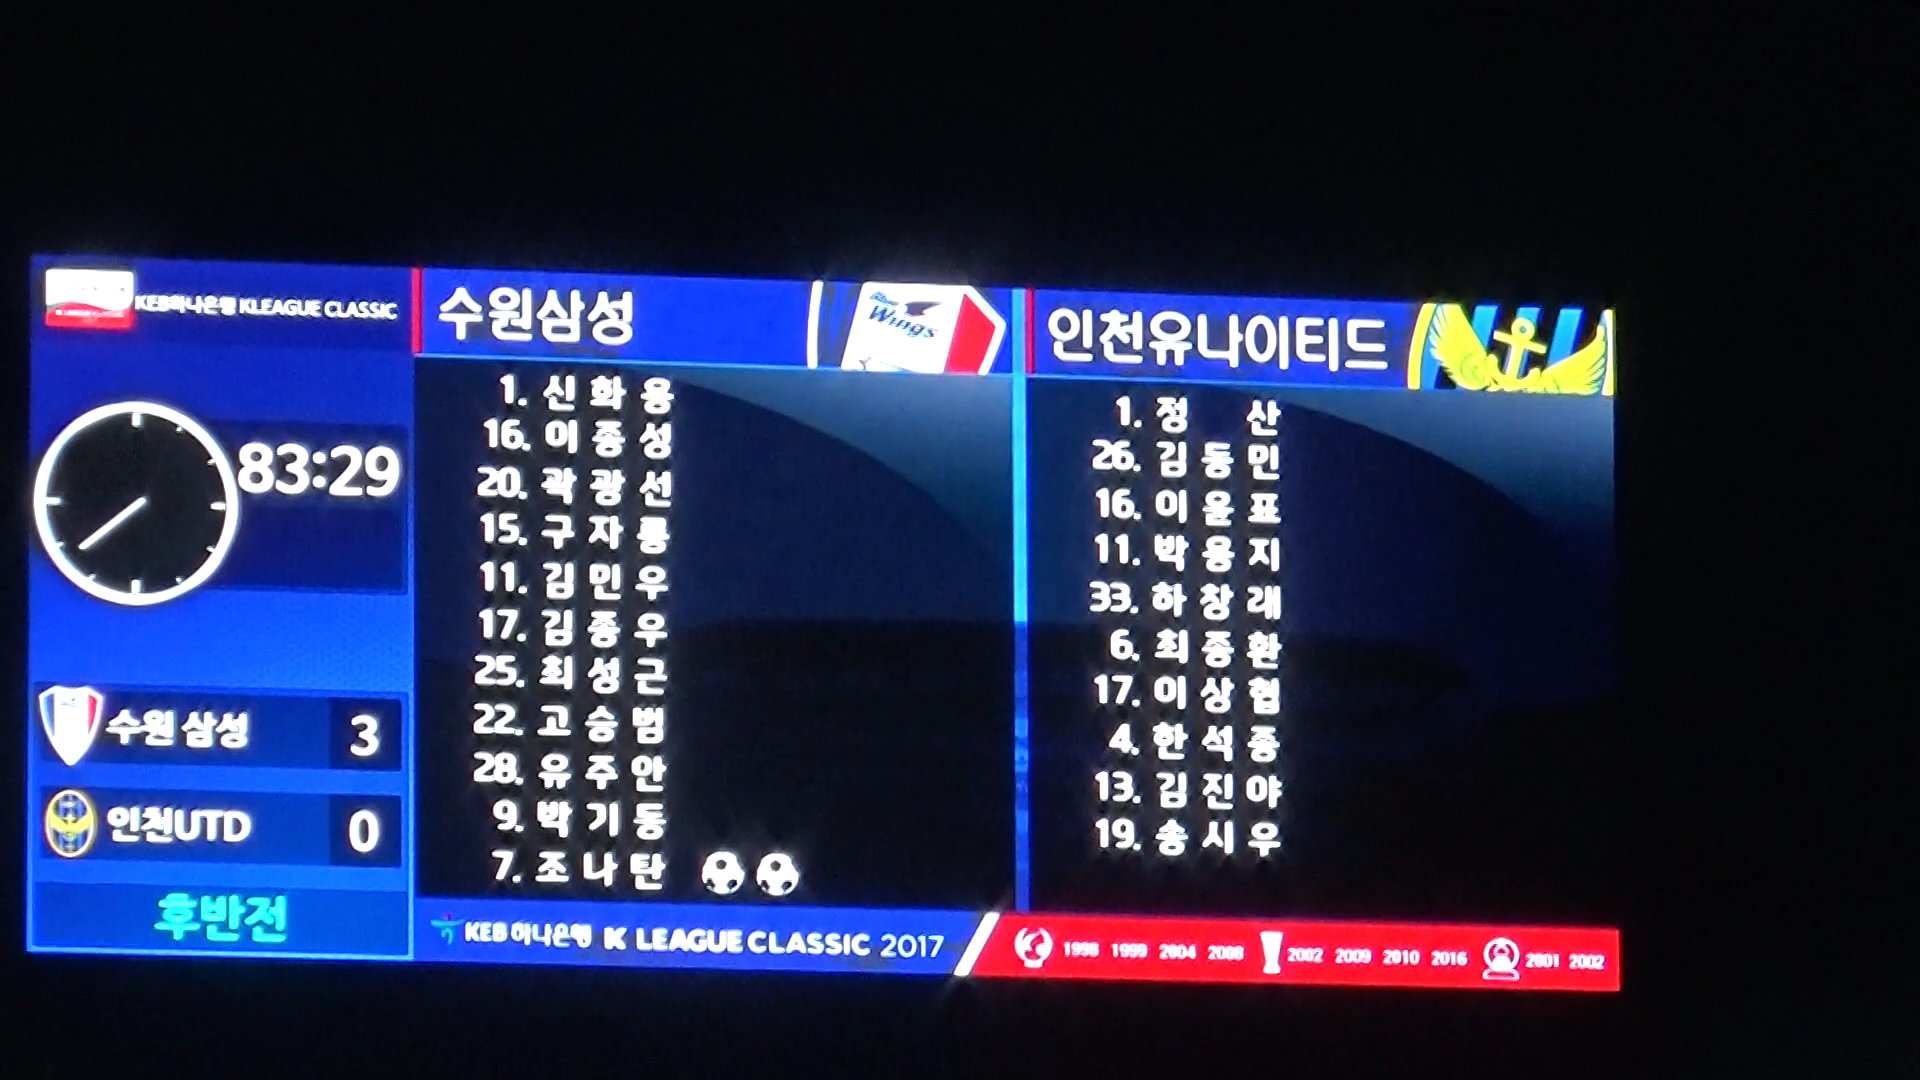 KEB하나은행 K LEAGUE CLASSIC
83:29
수원 삼성 3
인천UTD 0
후반전
수원삼성
Blue Wings
1. 신화용
16. 이종성
20. 곽광선
15. 구자룡
11. 김민우
17. 김종우
25. 최성근
22. 고승범
28. 유주안
9. 박기동
7. 조나탄
인천유나이티드
1. 정 산
26. 김동민
16. 이윤표
11. 박용지
33. 하창래
6. 최종환
17. 이상협
4. 한석종
13. 김진야
19. 송시우
KEB 하나은행 K LEAGUE CLASSIC 2017
1998 1999 2004 2008 2002 2009 2010 2016 2001 2002